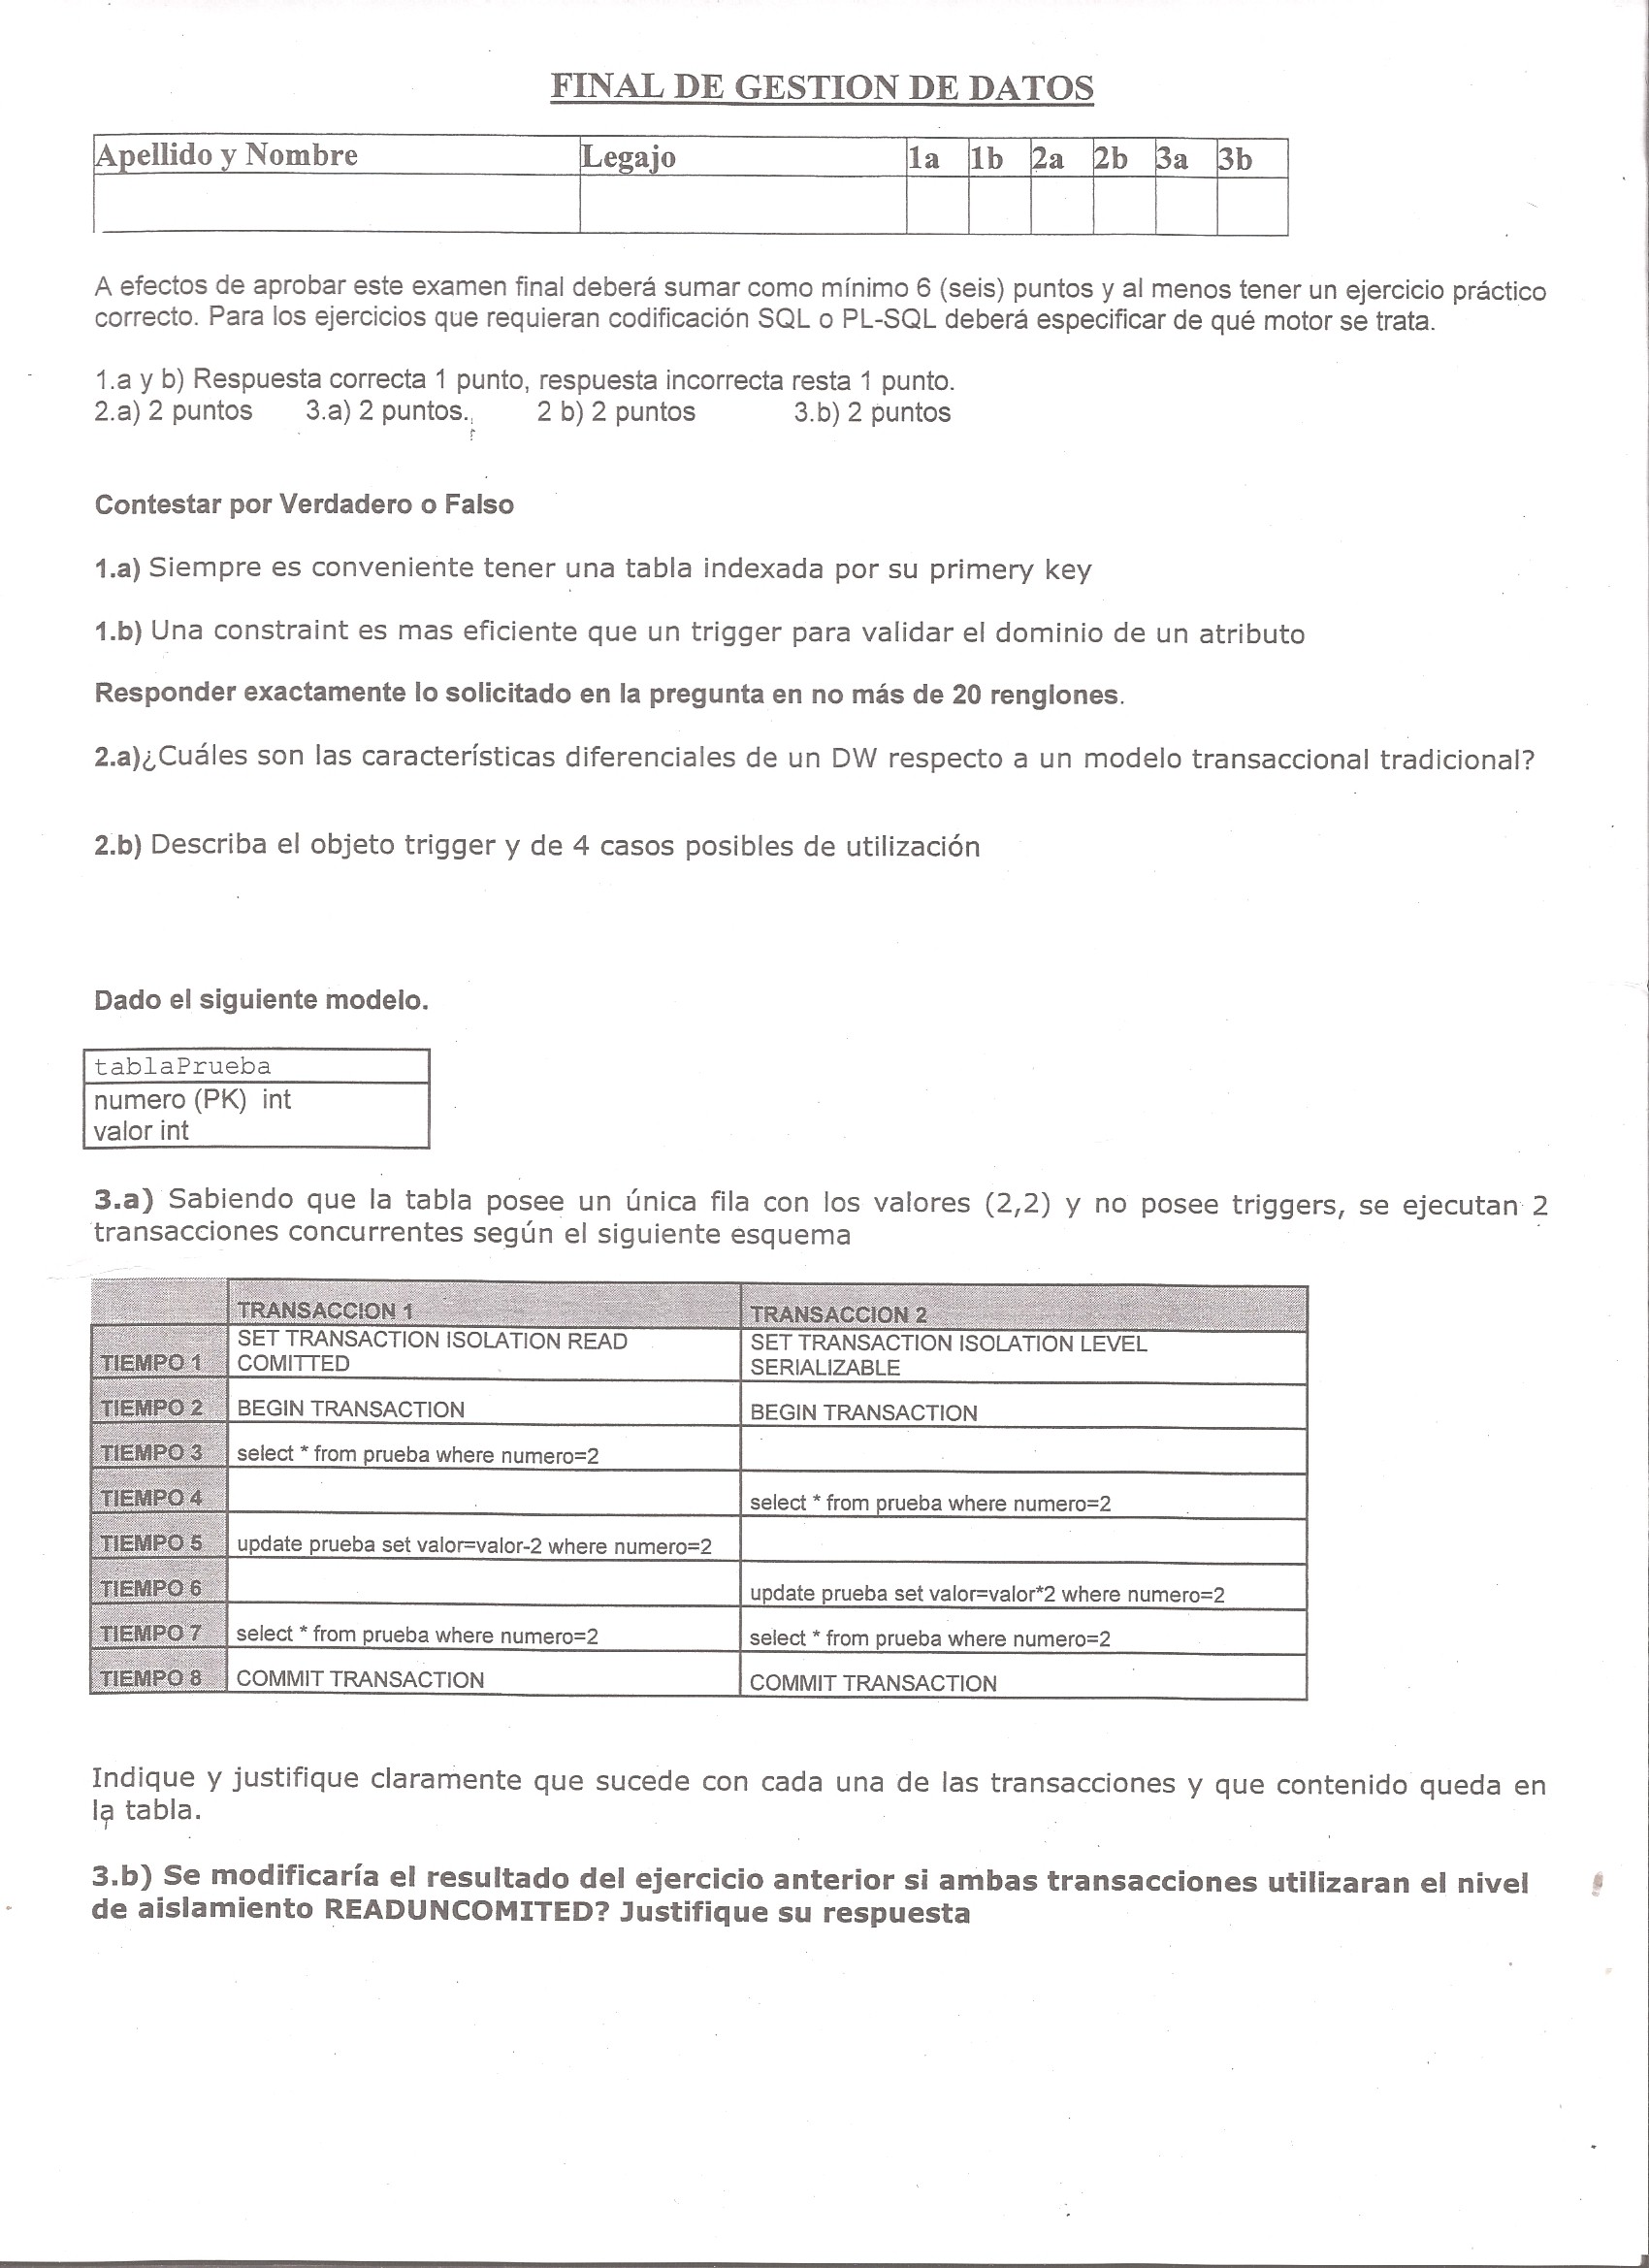 FINAL DE GESTION DE DATOS
Apellido y Nombre Legajo 1a 1b 2a 2b 3a 3b
A efectos de aprobar este examen final deberá sumar como mínimo 6 (seis) puntos y al menos tener un ejercicio práctico
correcto. Para los ejercicios que requieran codificación SQL o PL-SQL deberá especificar de qué motor se trata.
1.a y b) Respuesta correcta 1 punto, respuesta incorrecta resta 1 punto.
2.a) 2 puntos 3.a) 2 puntos. 2 b) 2 puntos 3.b) 2 puntos
Contestar por Verdadero o Falso
1.a) Siempre es conveniente tener una tabla indexada por su primery key
1.b) Una constraint es mas eficiente que un trigger para validar el dominio de un atributo
Responder exactamente lo solicitado en la pregunta en no más de 20 renglones.
2.a)¿Cuáles son las características diferenciales de un DW respecto a un modelo transaccional tradicional?
2.b) Describa el objeto trigger y de 4 casos posibles de utilización
Dado el siguiente modelo.
tablaPrueba
numero (PK) int
valor int
3.a) Sabiendo que la tabla posee un única fila con los valores (2,2) y no posee triggers, se ejecutan 2
transacciones concurrentes según el siguiente esquema
TRANSACCION 1 TRANSACCION 2
SET TRANSACTION ISOLATION READ SET TRANSACTION ISOLATION LEVEL
TIEMPO 1 COMITTED SERIALIZABLE
TIEMPO 2 BEGIN TRANSACTION BEGIN TRANSACTION
TIEMPO 3 select * from prueba where numero=2
TIEMPO 4 select * from prueba where numero=2
TIEMPO 5 update prueba set valor=valor-2 where numero=2
TIEMPO 6 update prueba set valor=valor*2 where numero=2
TIEMPO 7 select * from prueba where numero=2 select * from prueba where numero=2
TIEMPO 8 COMMIT TRANSACTION COMMIT TRANSACTION
Indique y justifique claramente que sucede con cada una de las transacciones y que contenido queda en
la tabla.
3.b) Se modificaría el resultado del ejercicio anterior si ambas transacciones utilizaran el nivel
de aislamiento READUNCOMITED? Justifique su respuesta